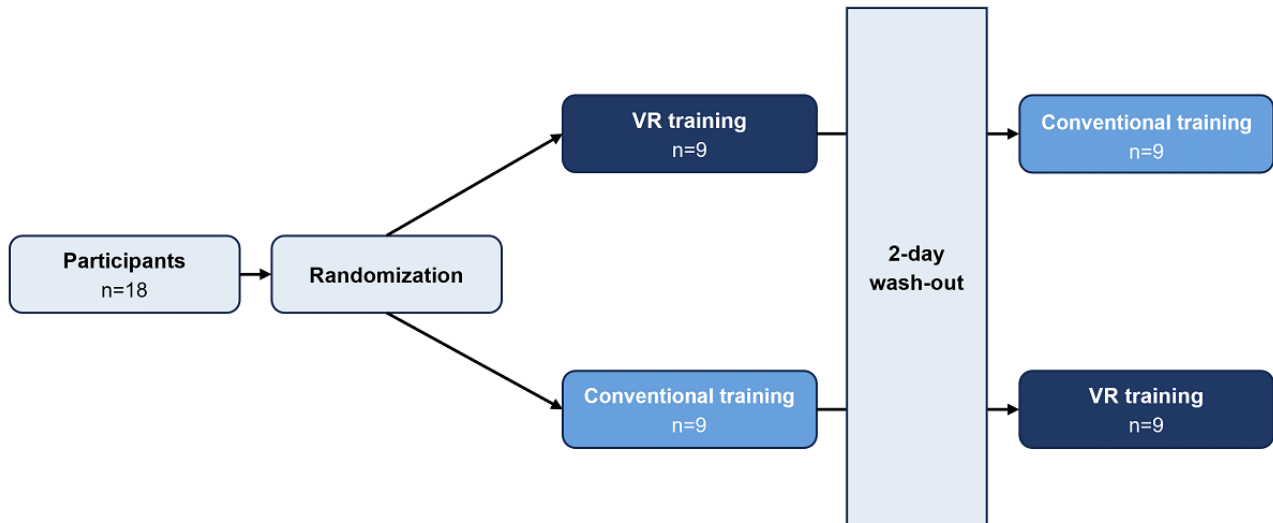 Participants
n=18
Randomization
VR training
n=9
Conventional training
n=9
2-day
wash-out
Conventional training
n=9
VR training
n=9